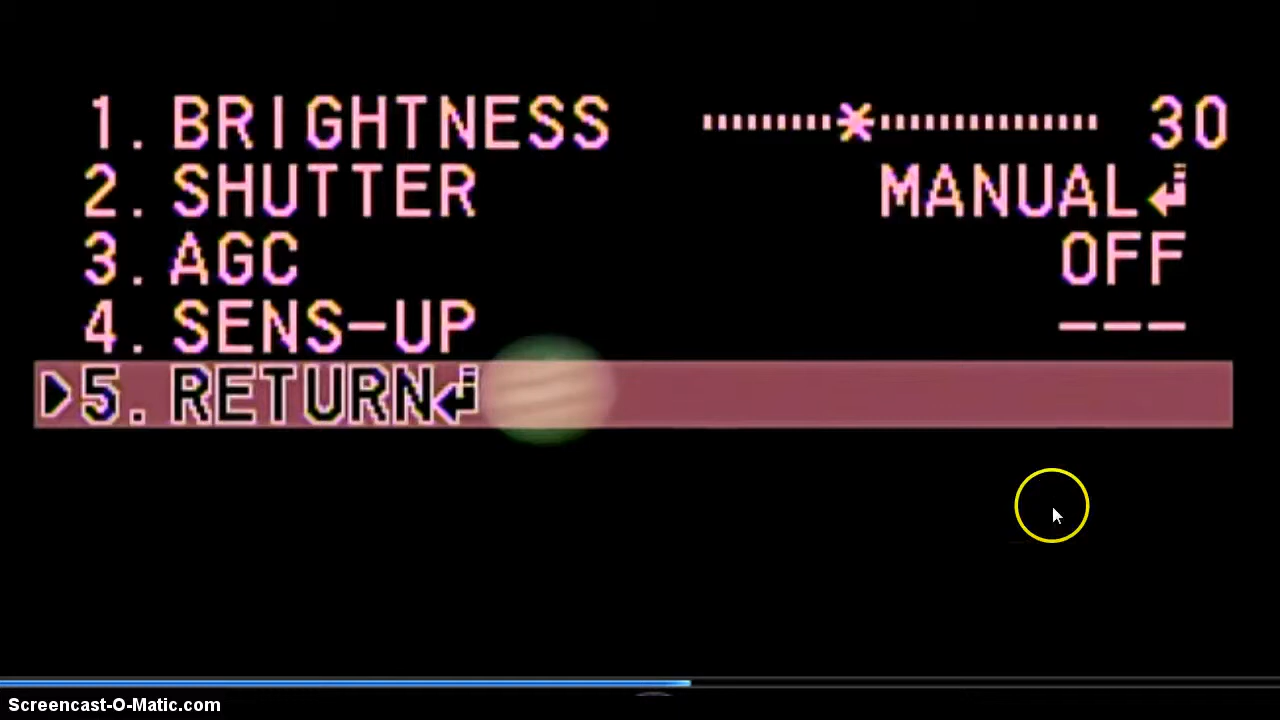 1. BRIGHTNESS 30
2. SHUTTER MANUAL↲
3. AGC OFF
4. SENS-UP ---
5. RETURN↲
Screencast-O-Matic.com